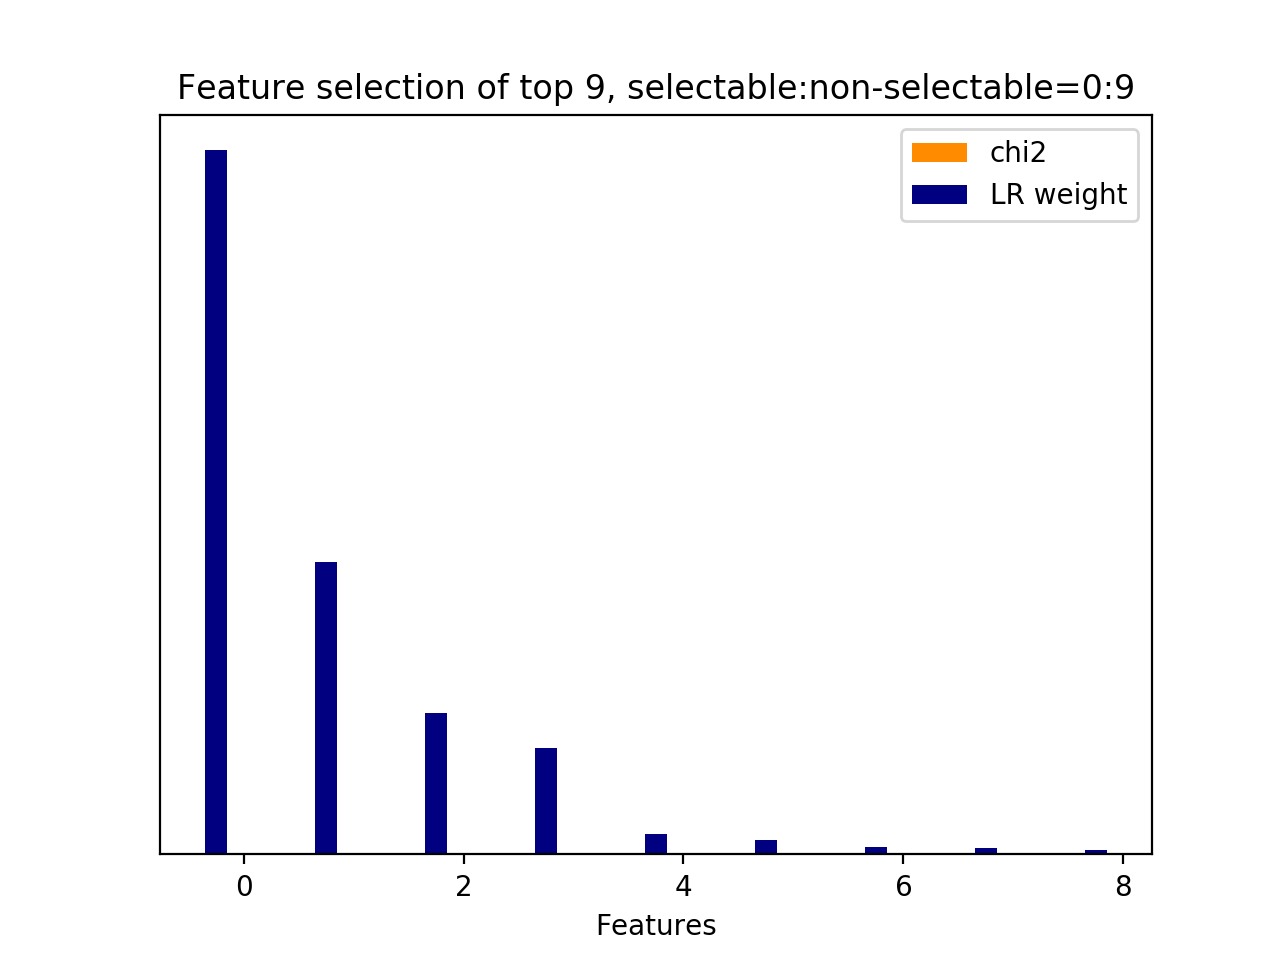 Feature selection of top 9, selectable:non-selectable=0:9
chi2
LR weight
0 2 4 6 8
Features